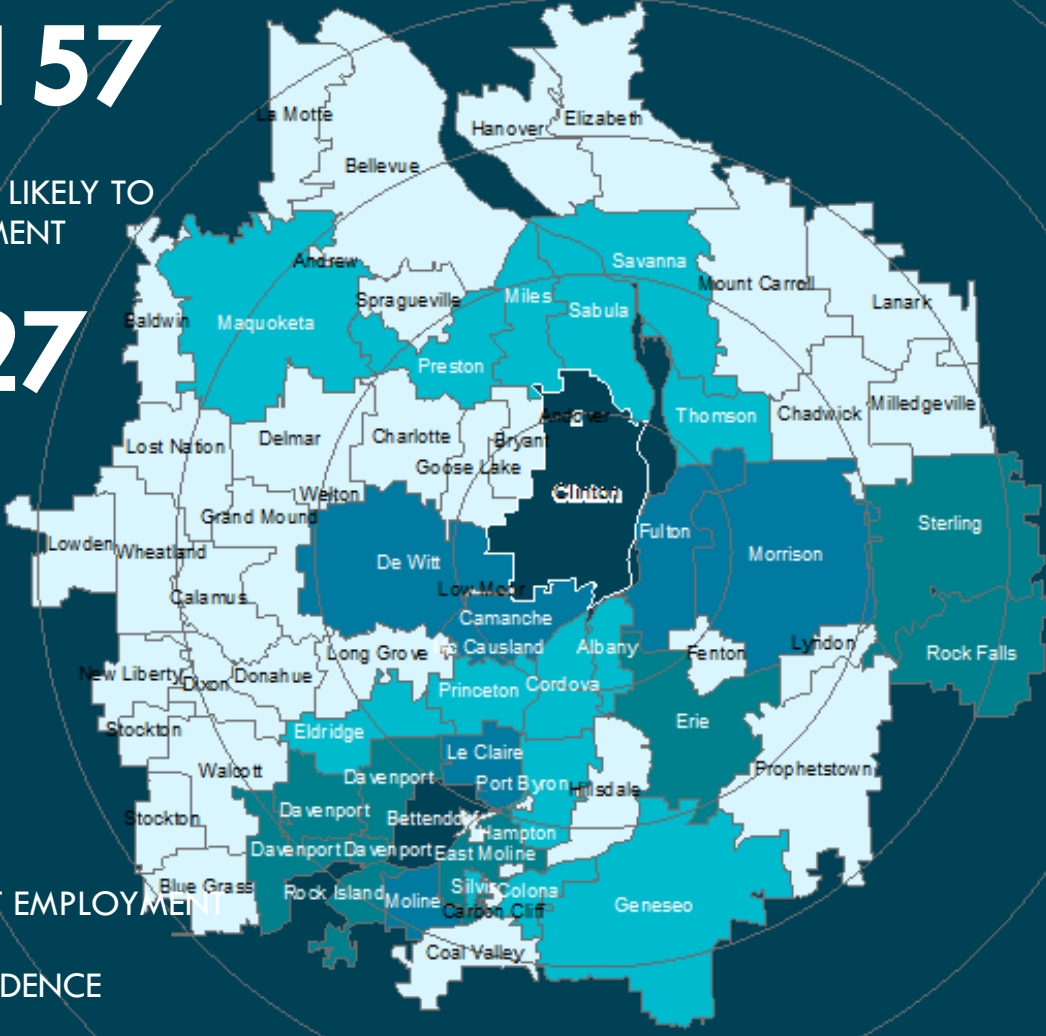 157
La Motte
Hanover
Elizabeth
Bellevue
LIKELY TO
MENT
Andrew
Savanna
Mount Carroll
Spragueville
Miles
Sabula
Lanark
Baldwin
Maquoketa
27
Preston
Andover
Thomson
Chadwick
Milledgeville
Lost Nation
Delmar
Charlotte
Bryant
Goose Lake
Welton
Clinton
Grand Mound
Sterling
Lowden
Wheatland
De Witt
Fulton
Morrison
Low Moor
Calamus
Camanche
Causland
Albany
Long Grove
Fenton
Lyndon
Rock Falls
New Liberty
Dixon
Donahue
Princeton
Cordova
Stockton
Eldridge
Erie
Le Claire
Walcott
Davenport
Port Byron
Hillsdale
Prophetstown
Stockton
Davenport
Bettendorf
Hampton
Davenport
Davenport
East Moline
Blue Grass
Rock Island
Moline
Silvis
Colona
EMPLOYMENT
Carbon Cliff
Geneseo
Coal Valley
DENCE